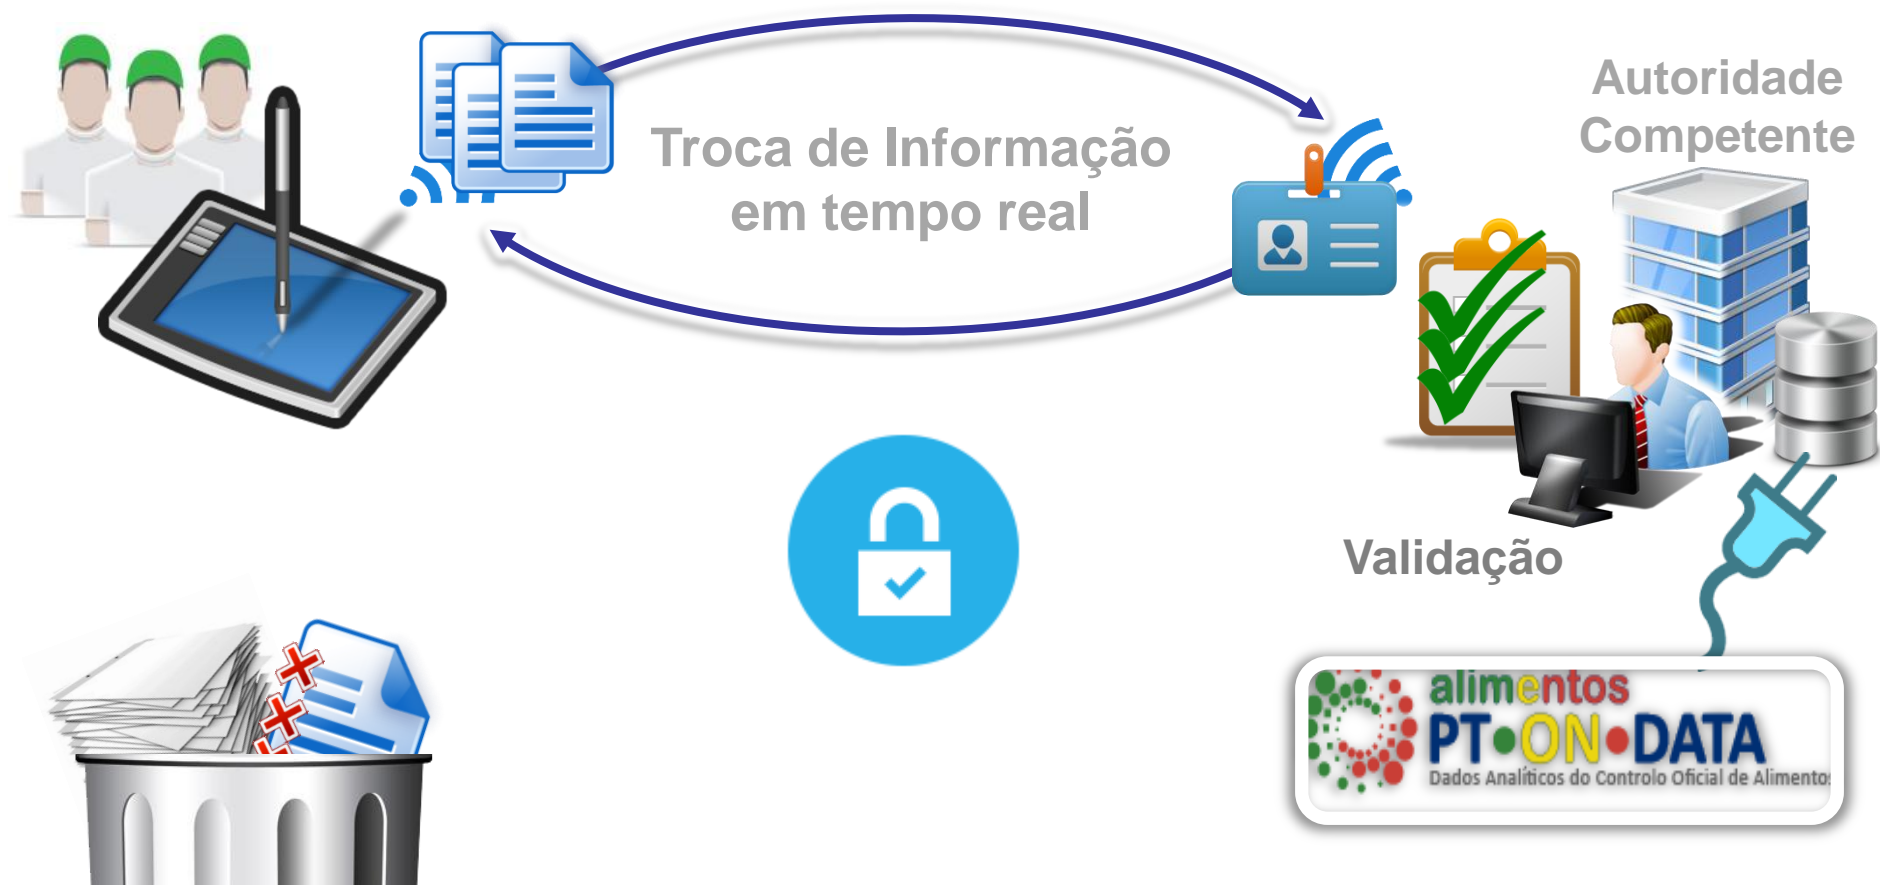 Troca de Informação
em tempo real
Autoridade
Competente
Validação
alimentos
PT•ON•DATA
Dados Analíticos do Controlo Oficial de Alimentos